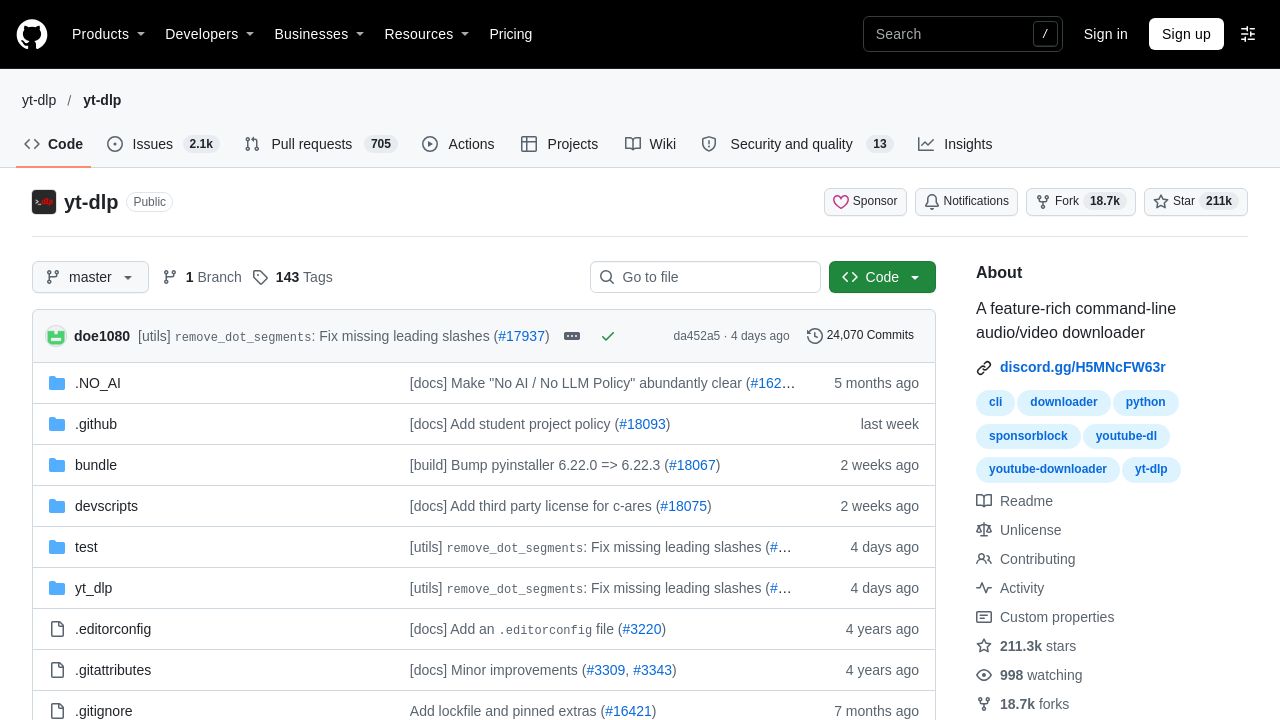 Products Developers Businesses Resources Pricing Search / Sign in Sign up
yt-dlp / yt-dlp
Code Issues 2.1k Pull requests 705 Actions Projects Wiki Security and quality 13 Insights
yt-dlp Public Sponsor Notifications Fork 18.7k Star 211k
master 1 Branch 143 Tags Go to file Code
doe1080 [utils] remove_dot_segments: Fix missing leading slashes (#17937) da452a5 · 4 days ago 24,070 Commits
.NO_AI [docs] Make "No AI / No LLM Policy" abundantly clear (#162… 5 months ago
.github [docs] Add student project policy (#18093) last week
bundle [build] Bump pyinstaller 6.22.0 => 6.22.3 (#18067) 2 weeks ago
devscripts [docs] Add third party license for c-ares (#18075) 2 weeks ago
test [utils] remove_dot_segments: Fix missing leading slashes (#… 4 days ago
yt_dlp [utils] remove_dot_segments: Fix missing leading slashes (#… 4 days ago
.editorconfig [docs] Add an .editorconfig file (#3220) 4 years ago
.gitattributes [docs] Minor improvements (#3309, #3343) 4 years ago
.gitignore Add lockfile and pinned extras (#16421) 7 months ago
About
A feature-rich command-line
audio/video downloader
discord.gg/H5MNcFW63r
cli downloader python
sponsorblock youtube-dl
youtube-downloader yt-dlp
Readme
Unlicense
Contributing
Activity
Custom properties
211.3k stars
998 watching
18.7k forks